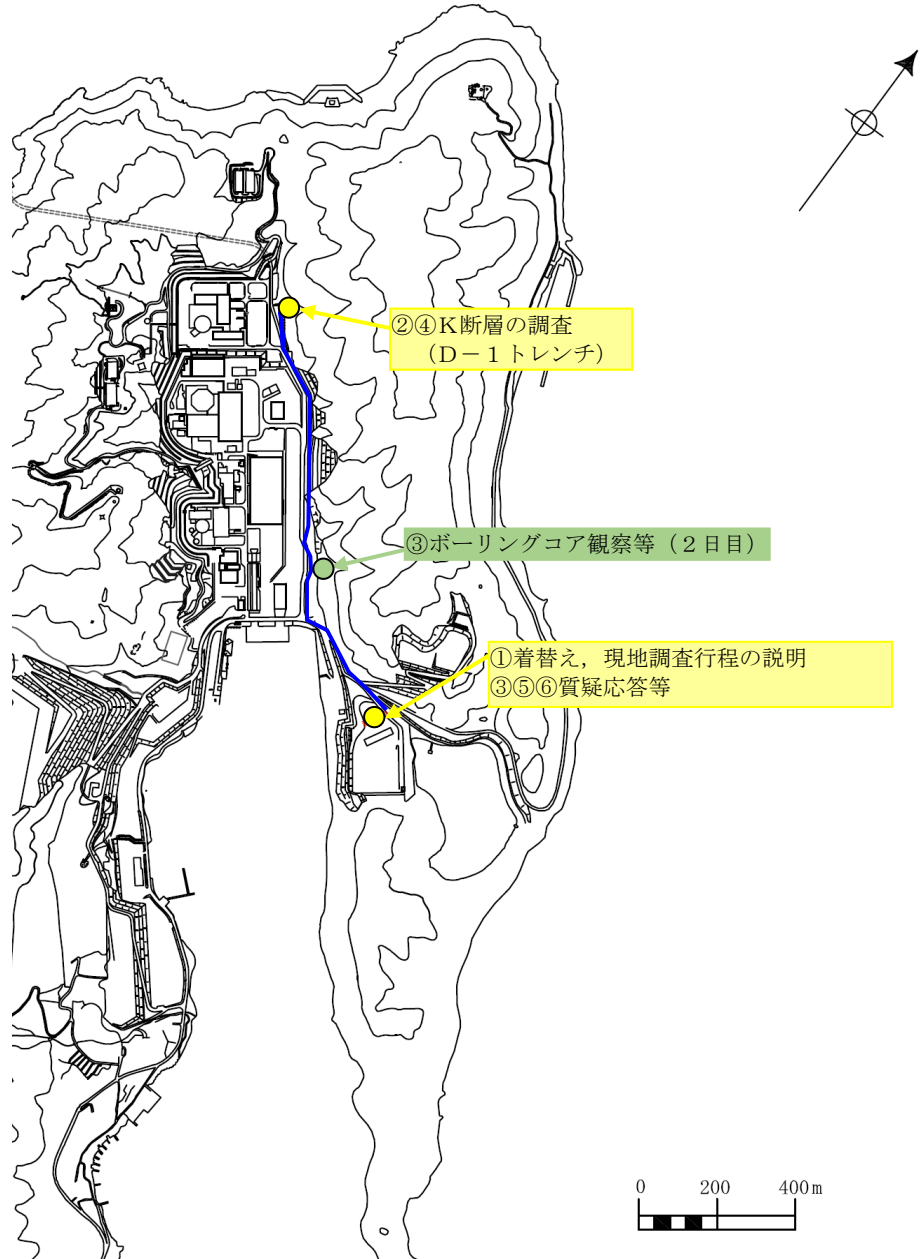 ②④K断層の調査
（D－1トレンチ）
③ボーリングコア観察等（2日目）
①着替え，現地調査行程の説明
③⑤⑥質疑応答等
0 200 400m